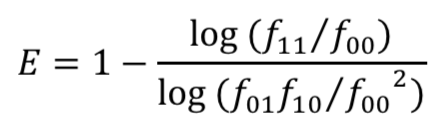 E = 1 − log (f₁₁/f₀₀) / log (f₀₁f₁₀/f₀₀²)